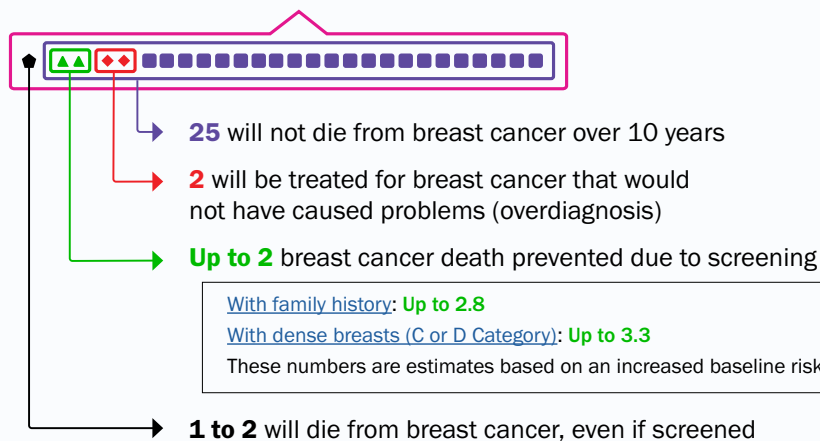 25 will not die from breast cancer over 10 years
2 will be treated for breast cancer that would
not have caused problems (overdiagnosis)
Up to 2 breast cancer death prevented due to screening
With family history: Up to 2.8
With dense breasts (C or D Category): Up to 3.3
These numbers are estimates based on an increased baseline risk
1 to 2 will die from breast cancer, even if screened